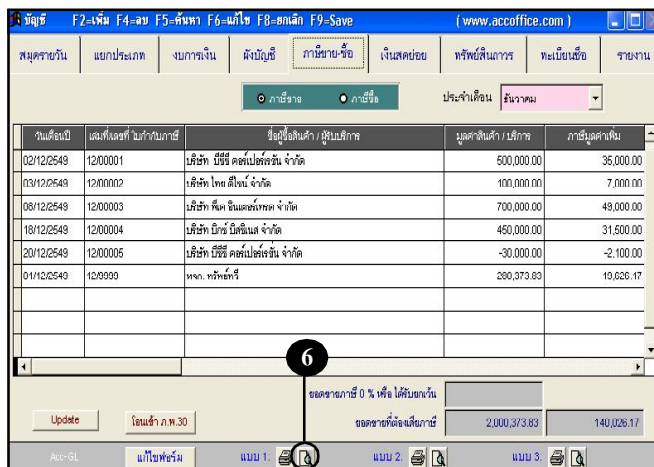 บัญชี F2=เพิ่ม F4=ลบ F5=ค้นหา F6=แก้ไข F8=ยกเลิก F9=Save ( www.accoffice.com )
สมุดรายวัน แยกประเภท งบการเงิน ผังบัญชี ภาษีขาย-ซื้อ เงินสดย่อย ทรัพย์สินถาวร ทะเบียนชื่อ รายงาน
ภาษีขาย ภาษีซื้อ ประจำเดือน ธันวาคม
วันเดือนปี เล่มที่/เลขที่ ใบกำกับภาษี ชื่อผู้ซื้อสินค้า / ผู้รับบริการ มูลค่าสินค้า / บริการ ภาษีมูลค่าเพิ่ม
02/12/2549 12/00001 บริษัท บีซีซี คอร์เปอร์เรชั่น จำกัด 500,000.00 35,000.00
03/12/2549 12/00002 บริษัท ไทย ดีไซน์ จำกัด 100,000.00 7,000.00
08/12/2549 12/00003 บริษัท พีเค อินเตอร์เทรด จำกัด 700,000.00 49,000.00
18/12/2549 12/00004 บริษัท บิกซ์ บิสซิเนส จำกัด 450,000.00 31,500.00
20/12/2549 12/00005 บริษัท บีซีซี คอร์เปอร์เรชั่น จำกัด -30,000.00 -2,100.00
01/12/2549 12/9999 หจก. ทรัพย์ทวี 280,373.83 19,626.17
6
ยอดขายภาษี 0 % หรือ ได้รับยกเว้น
Update โอนเข้า ภ.พ.30 ยอดขายที่ต้องเสียภาษี 2,000,373.83 140,026.17
Acc-GL แก้ไขฟอร์ม แบบ 1: แบบ 2: แบบ 3: